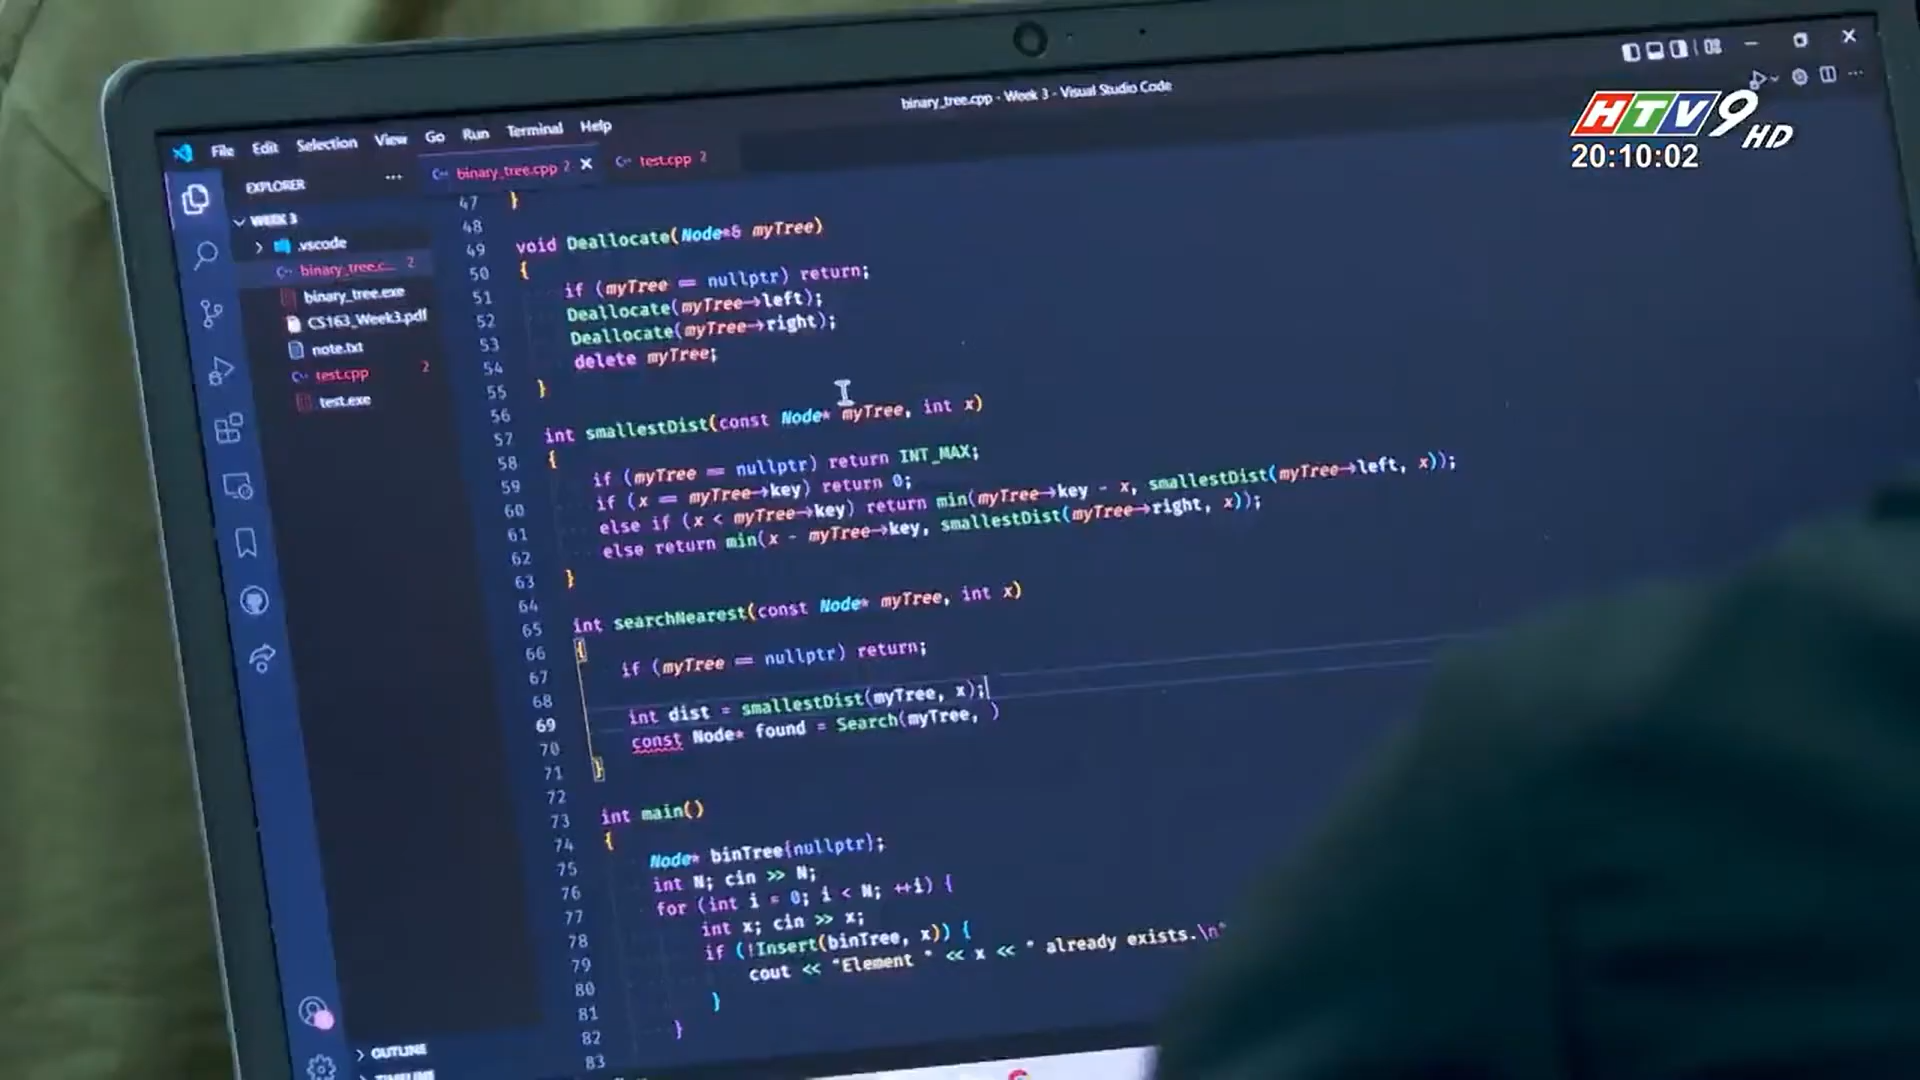 HTV9 HD
20:10:02
binary_tree.cpp - Week 3 - Visual Studio Code
File Edit Selection View Go Run Terminal Help
EXPLORER ...
binary_tree.cpp 2 × test.cpp 2
WEEK 3
.vscode
binary_tree.c... 2
binary_tree.exe
CS163_Week3.pdf
note.txt
test.cpp 2
test.exe
OUTLINE
TIMELINE
47 }
48
49 void Deallocate(Node*& myTree)
50 {
51 if (myTree == nullptr) return;
52 Deallocate(myTree->left);
53 Deallocate(myTree->right);
54 delete myTree;
55 }
56
57 int smallestDist(const Node* myTree, int x)
58 {
59 if (myTree == nullptr) return INT_MAX;
60 if (x == myTree->key) return 0;
61 else if (x < myTree->key) return min(myTree->key - x, smallestDist(myTree->left, x));
62 else return min(x - myTree->key, smallestDist(myTree->right, x));
63 }
64
65 int searchNearest(const Node* myTree, int x)
66 {
67 if (myTree == nullptr) return;
68
69 int dist = smallestDist(myTree, x);
70 const Node* found = Search(myTree, )
71 }
72
73 int main()
74 {
75 Node* binTree{nullptr};
76 int N; cin >> N;
77 for (int i = 0; i < N; ++i) {
78 int x; cin >> x;
79 if (!Insert(binTree, x)) {
80 cout << "Element " << x << " already exists.\n"
81 }
82 }
83